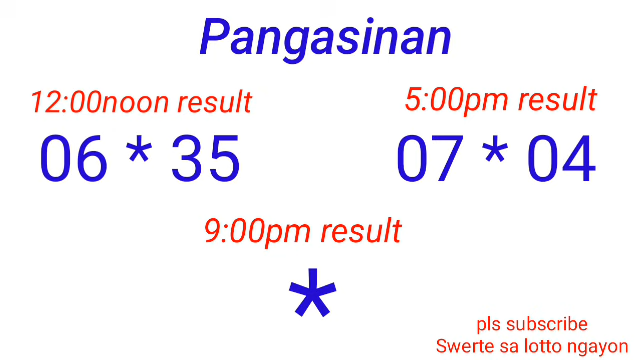 Pangasinan
12:00noon result
5:00pm result
06 * 35
07 * 04
9:00pm result
*
pls subscribe
Swerte sa lotto ngayon